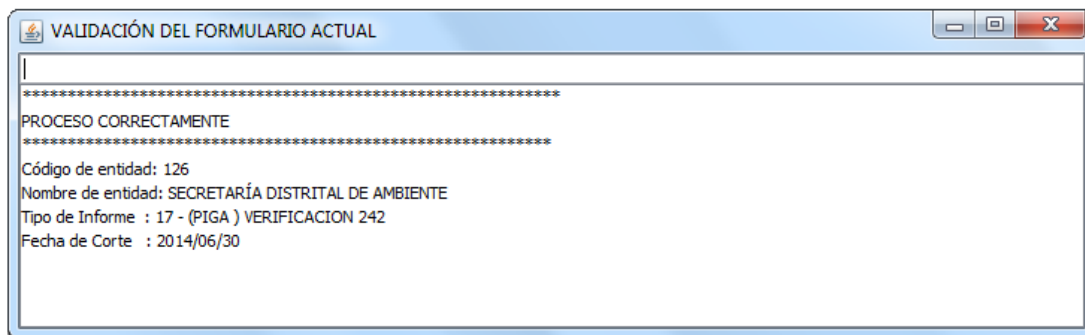 VALIDACIÓN DEL FORMULARIO ACTUAL
************************************************************
PROCESO CORRECTAMENTE
***********************************************************
Código de entidad: 126
Nombre de entidad: SECRETARÍA DISTRITAL DE AMBIENTE
Tipo de Informe : 17 - (PIGA ) VERIFICACION 242
Fecha de Corte : 2014/06/30